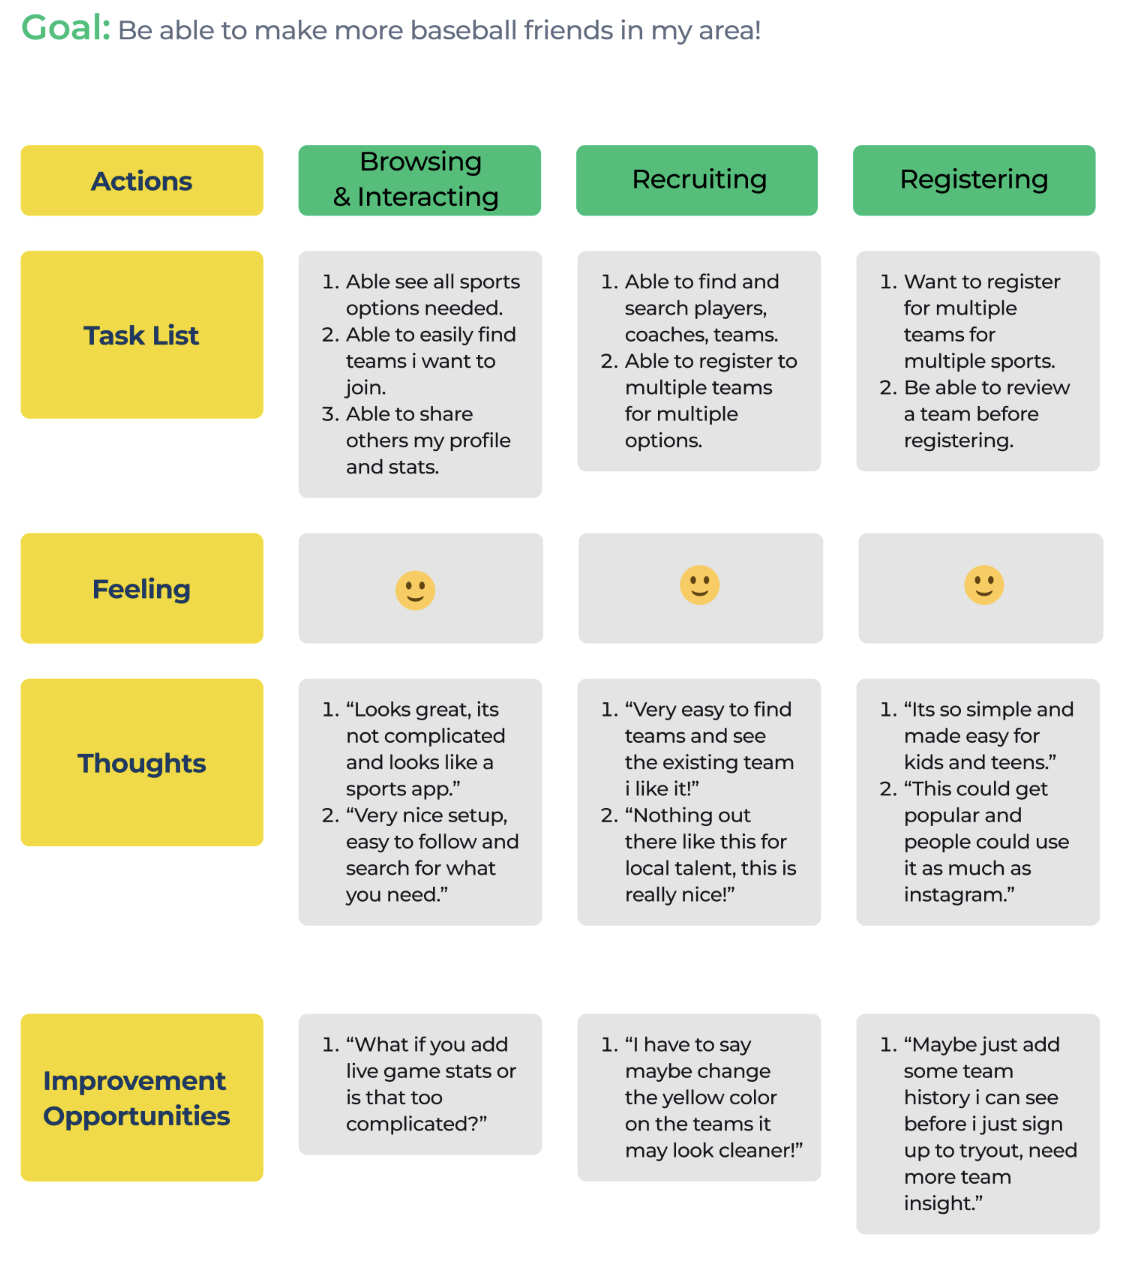 Goal: Be able to make more baseball friends in my area!
Actions
Browsing
& Interacting
Recruiting
Registering
Task List
1. Able see all sports
options needed.
2. Able to easily find
teams i want to
join.
3. Able to share
others my profile
and stats.
1. Able to find and
search players,
coaches, teams.
2. Able to register to
multiple teams
for multiple
options.
1. Want to register
for multiple
teams for
multiple sports.
2. Be able to review
a team before
registering.
Feeling
Thoughts
1. “Looks great, its
not complicated
and looks like a
sports app.”
2. “Very nice setup,
easy to follow and
search for what
you need.”
1. “Very easy to find
teams and see
the existing team
i like it!”
2. “Nothing out
there like this for
local talent, this is
really nice!”
1. “Its so simple and
made easy for
kids and teens.”
2. “This could get
popular and
people could use
it as much as
instagram.”
Improvement
Opportunities
1. “What if you add
live game stats or
is that too
complicated?”
1. “I have to say
maybe change
the yellow color
on the teams it
may look cleaner!”
1. “Maybe just add
some team
history i can see
before i just sign
up to tryout, need
more team
insight.”